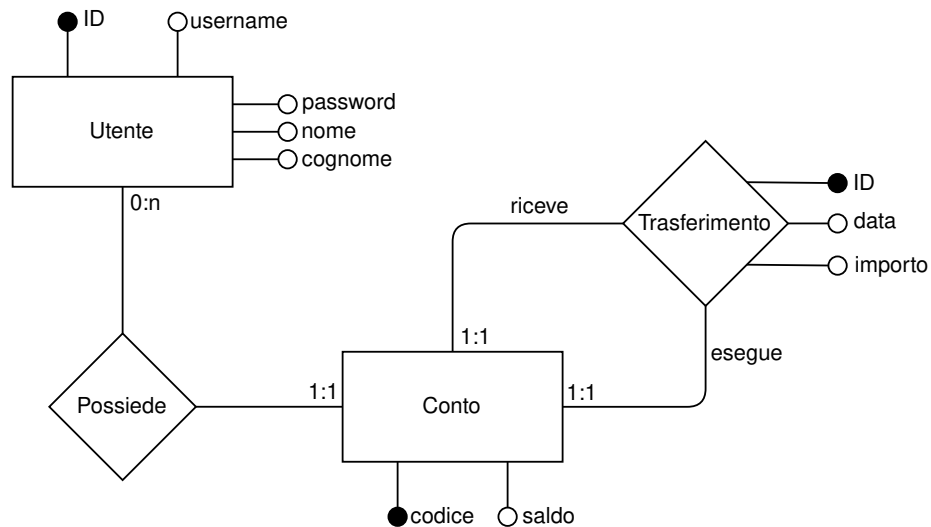 ID
username
password
Utente
nome
cognome
0:n
ID
riceve
Trasferimento
data
importo
1:1
esegue
Possiede
1:1
Conto
1:1
codice
saldo